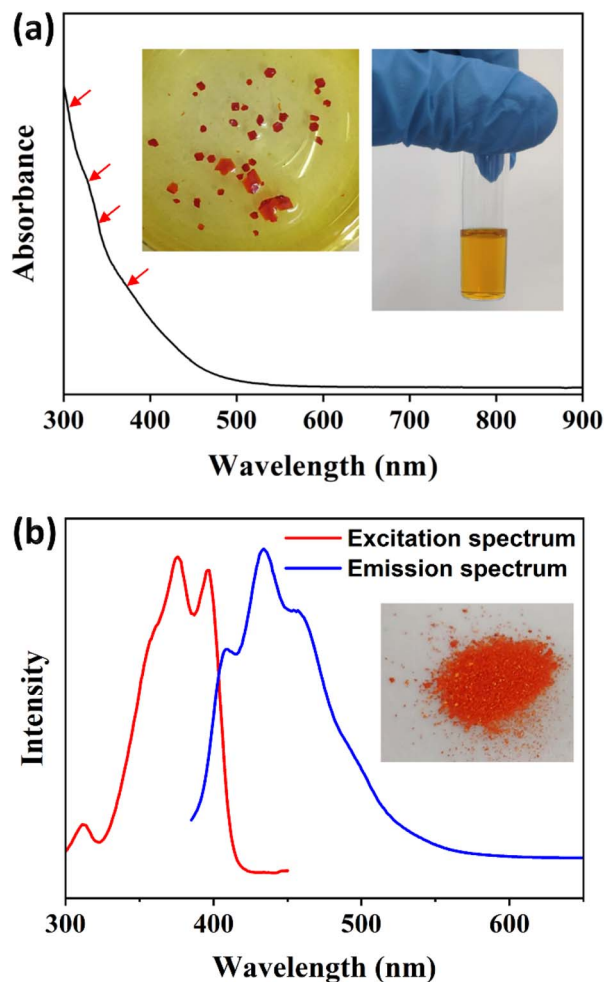 (a)
Absorbance
300 400 500 600 700 800 900
Wavelength (nm)
(b)
Excitation spectrum
Emission spectrum
Intensity
300 400 500 600
Wavelength (nm)